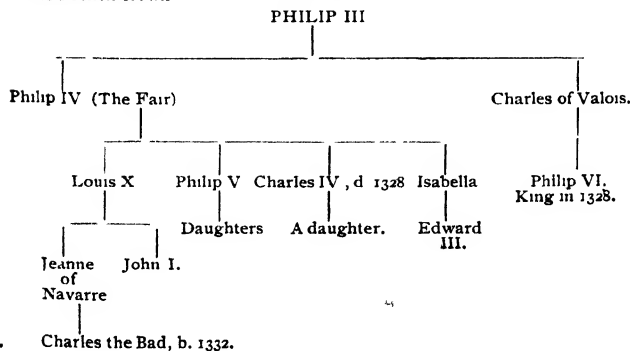 PHILIP III
Philip IV (The Fair)
Charles of Valois.
Louis X
Philip V
Charles IV, d 1328
Isabella
Philip VI.
King in 1328.
Daughters
A daughter.
Edward
III.
Jeanne
of
Navarre
John I.
Charles the Bad, b. 1332.